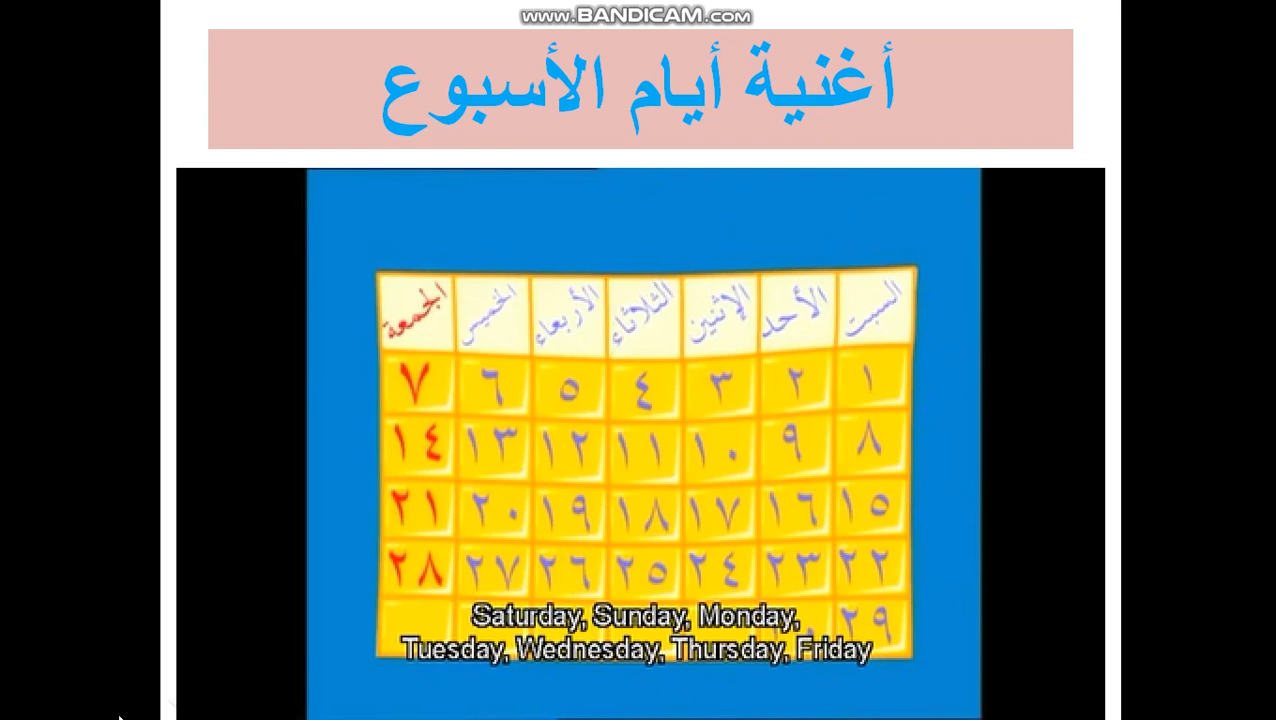 www.BANDICAM.com
أغنية أيام الأسبوع
السبت الأحد الإثنين الثلاثاء الأربعاء الخميس الجمعة
١ ٢ ٣ ٤ ٥ ٦ ٧
٨ ٩ ١٠ ١١ ١٢ ١٣ ١٤
١٥ ١٦ ١٧ ١٨ ١٩ ٢٠ ٢١
٢٢ ٢٣ ٢٤ ٢٥ ٢٦ ٢٧ ٢٨
٢٩
Saturday, Sunday, Monday,
Tuesday, Wednesday, Thursday, Friday